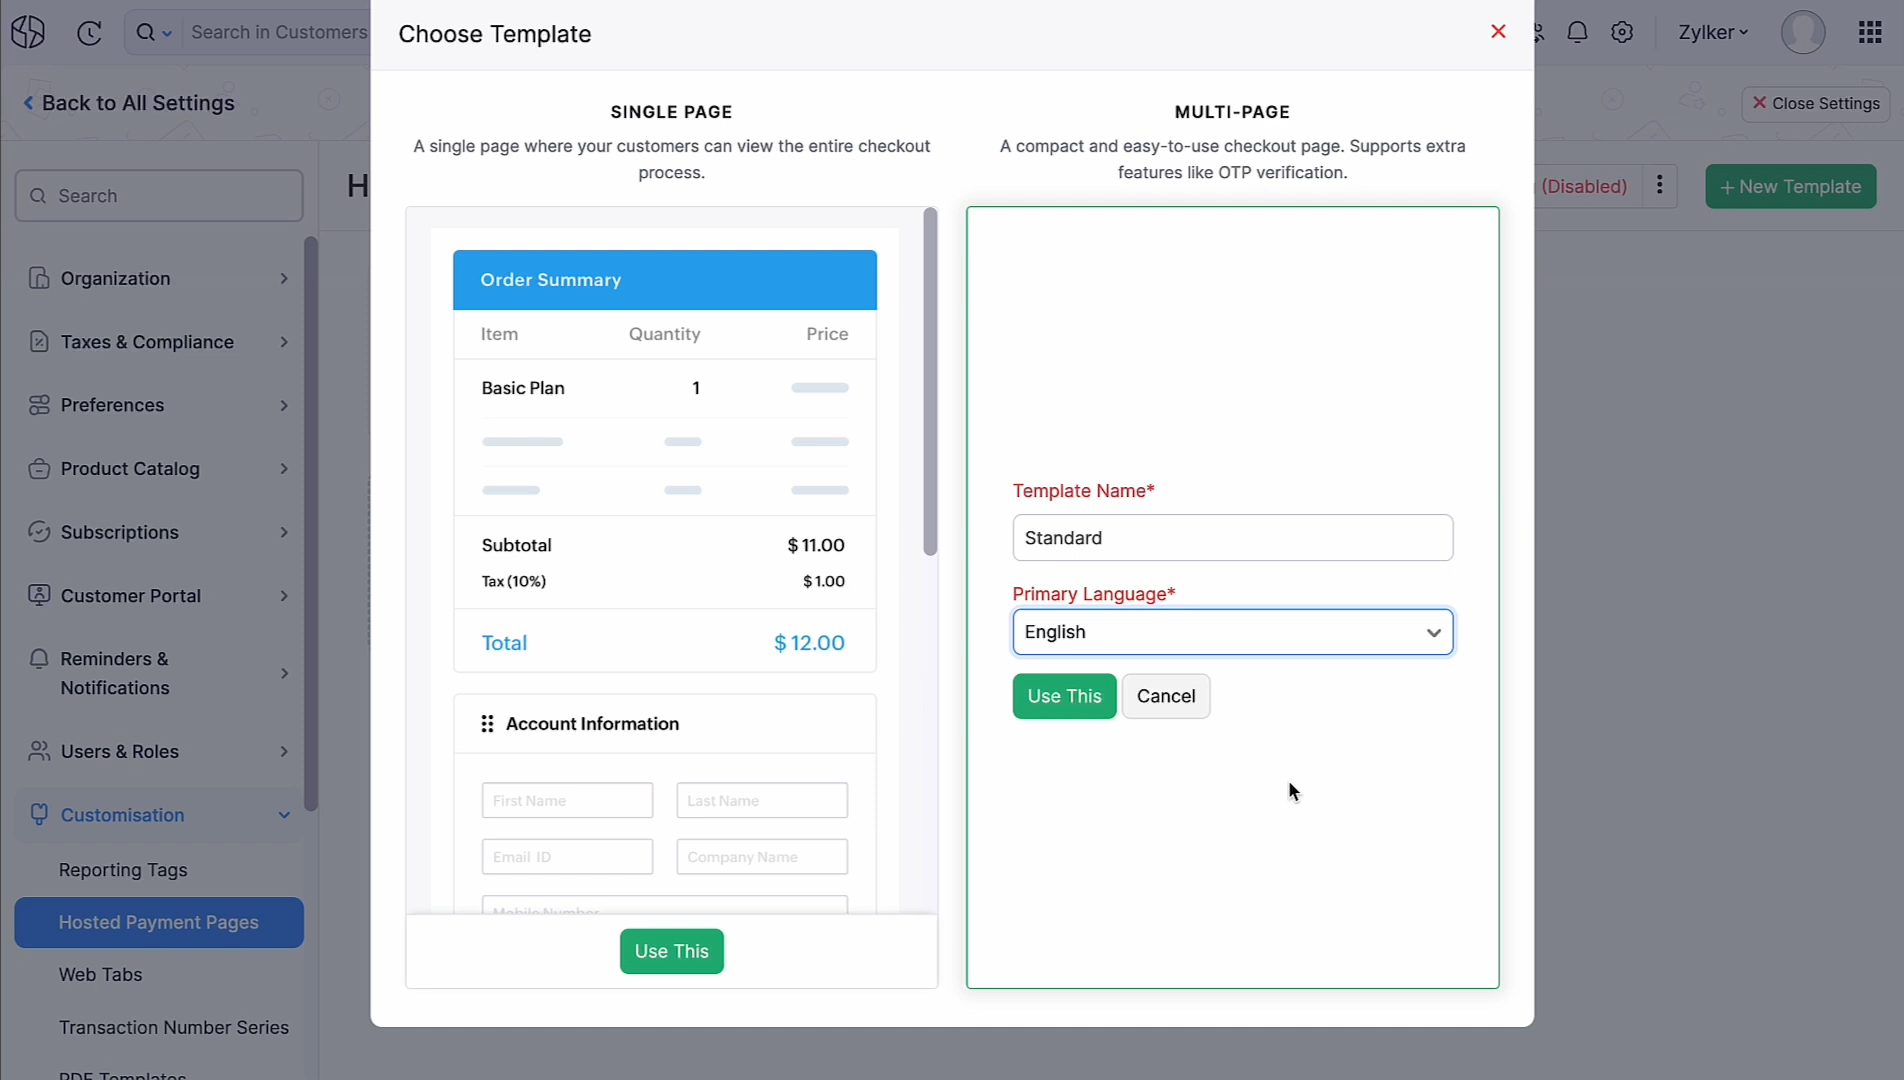 Search in Customers
Choose Template
Zylker
Back to All Settings
Close Settings
SINGLE PAGE
A single page where your customers can view the entire checkout
process.
MULTI-PAGE
A compact and easy-to-use checkout page. Supports extra
features like OTP verification.
(Disabled)
+ New Template
Search
Organization
Taxes & Compliance
Preferences
Product Catalog
Subscriptions
Customer Portal
Reminders &
Notifications
Users & Roles
Customisation
Reporting Tags
Hosted Payment Pages
Web Tabs
Transaction Number Series
PDF Templates
H
Order Summary
Item Quantity Price
Basic Plan 1
Subtotal $11.00
Tax (10%) $1.00
Total $12.00
Account Information
First Name Last Name
Email ID Company Name
Mobile Number
Use This
Template Name*
Standard
Primary Language*
English
Use This Cancel